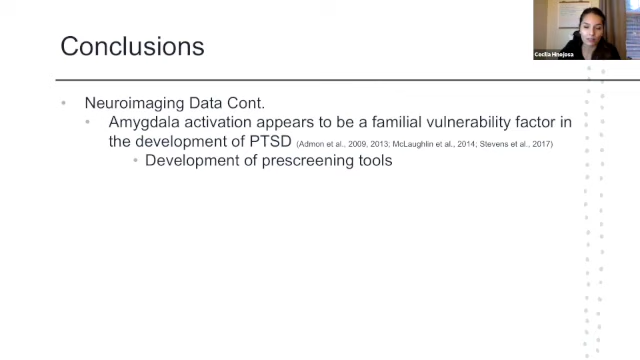 Conclusions
Cecilia Hinojosa
• Neuroimaging Data Cont.
• Amygdala activation appears to be a familial vulnerability factor in
the development of PTSD (Admon et al., 2009, 2013; McLaughlin et al., 2014; Stevens et al., 2017)
• Development of prescreening tools